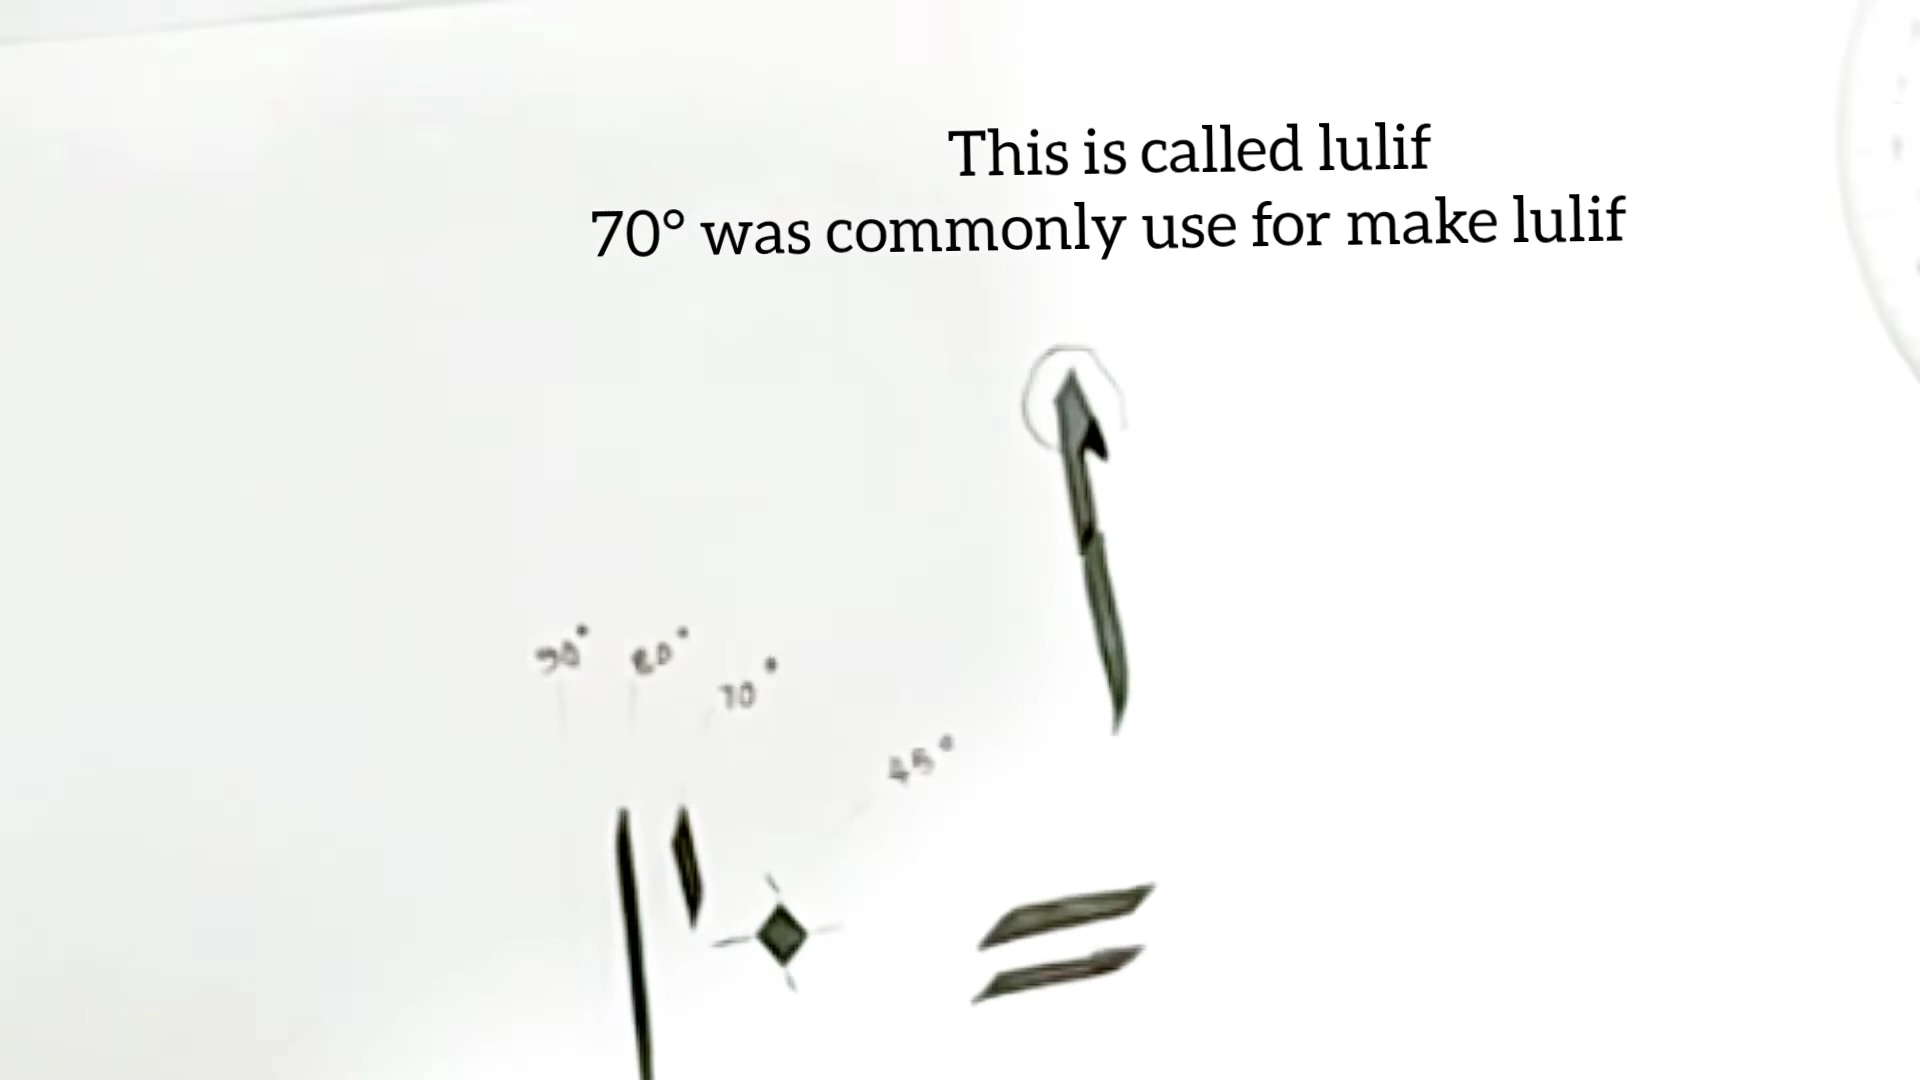 This is called lulif
70° was commonly use for make lulif
90° 80°
70°
45°